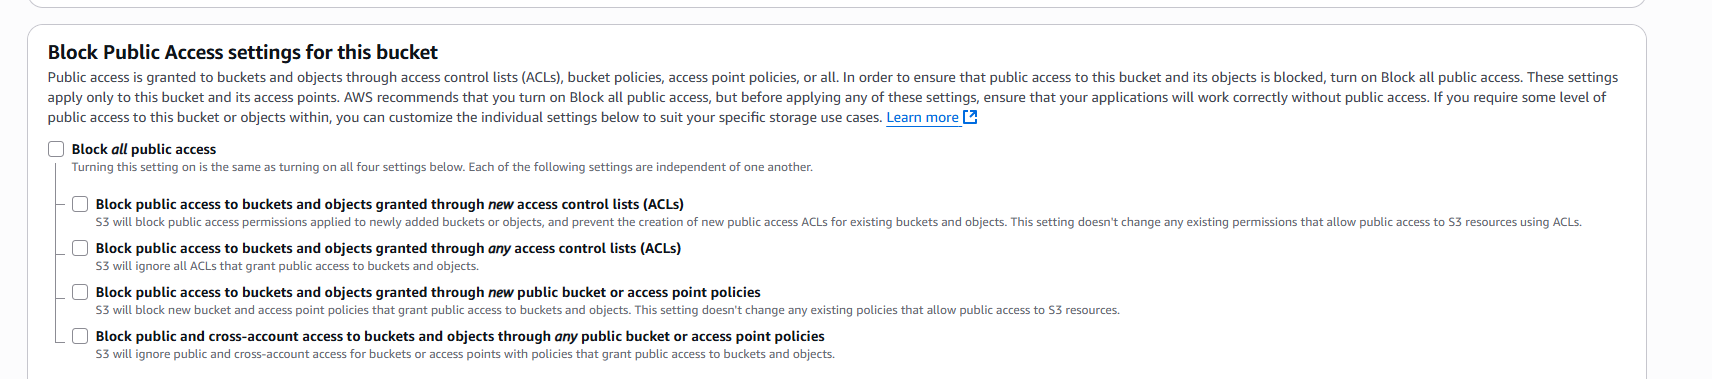 Block Public Access settings for this bucket
Public access is granted to buckets and objects through access control lists (ACLs), bucket policies, access point policies, or all. In order to ensure that public access to this bucket and its objects is blocked, turn on Block all public access. These settings
apply only to this bucket and its access points. AWS recommends that you turn on Block all public access, but before applying any of these settings, ensure that your applications will work correctly without public access. If you require some level of
public access to this bucket or objects within, you can customize the individual settings below to suit your specific storage use cases. Learn more
Block all public access
Turning this setting on is the same as turning on all four settings below. Each of the following settings are independent of one another.
Block public access to buckets and objects granted through new access control lists (ACLs)
S3 will block public access permissions applied to newly added buckets or objects, and prevent the creation of new public access ACLs for existing buckets and objects. This setting doesn't change any existing permissions that allow public access to S3 resources using ACLs.
Block public access to buckets and objects granted through any access control lists (ACLs)
S3 will ignore all ACLs that grant public access to buckets and objects.
Block public access to buckets and objects granted through new public bucket or access point policies
S3 will block new bucket and access point policies that grant public access to buckets and objects. This setting doesn't change any existing policies that allow public access to S3 resources.
Block public and cross-account access to buckets and objects through any public bucket or access point policies
S3 will ignore public and cross-account access for buckets or access points with policies that grant public access to buckets and objects.